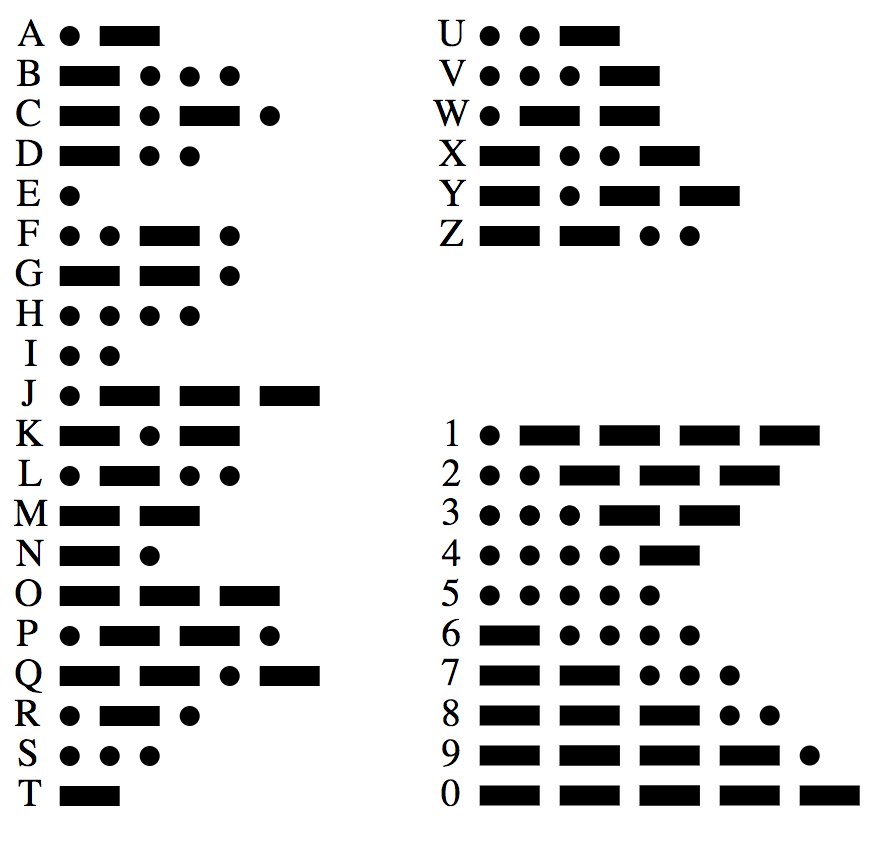 A ● ▬
B ▬ ● ● ●
C ▬ ● ▬ ●
D ▬ ● ●
E ●
F ● ● ▬ ●
G ▬ ▬ ●
H ● ● ● ●
I ● ●
J ● ▬ ▬ ▬
K ▬ ● ▬
L ● ▬ ● ●
M ▬ ▬
N ▬ ●
O ▬ ▬ ▬
P ● ▬ ▬ ●
Q ▬ ▬ ● ▬
R ● ▬ ●
S ● ● ●
T ▬
U ● ● ▬
V ● ● ● ▬
W ● ▬ ▬
X ▬ ● ● ▬
Y ▬ ● ▬ ▬
Z ▬ ▬ ● ●
1 ● ▬ ▬ ▬ ▬
2 ● ● ▬ ▬ ▬
3 ● ● ● ▬ ▬
4 ● ● ● ● ▬
5 ● ● ● ● ●
6 ▬ ● ● ● ●
7 ▬ ▬ ● ● ●
8 ▬ ▬ ▬ ● ●
9 ▬ ▬ ▬ ▬ ●
0 ▬ ▬ ▬ ▬ ▬